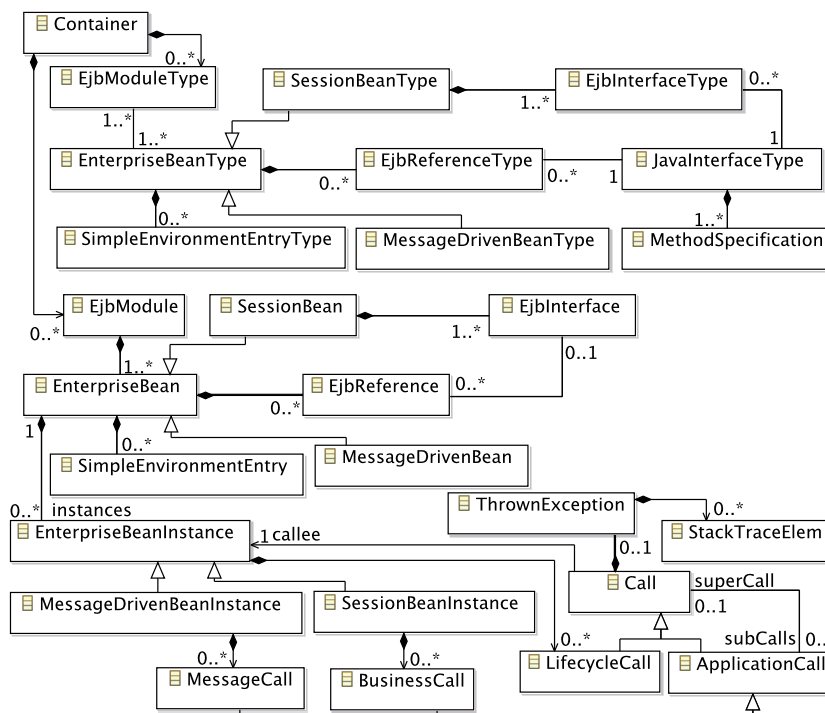 Container
0..*
EjbModuleType
SessionBeanType
EjbInterfaceType
0..*
1..*
1..*
1..*
1
EnterpriseBeanType
EjbReferenceType
JavaInterfaceType
0..*
0..*
1
0..*
1..*
SimpleEnvironmentEntryType
MessageDrivenBeanType
MethodSpecification
EjbModule
SessionBean
EjbInterface
0..*
1..*
1..*
0..1
EnterpriseBean
EjbReference
0..*
0..*
1
0..*
SimpleEnvironmentEntry
MessageDrivenBean
0..*
instances
ThrownException
0..*
EnterpriseBeanInstance
1 callee
StackTraceElem
0..1
Call
superCall
0..1
MessageDrivenBeanInstance
SessionBeanInstance
0..*
subCalls
0..
0..*
0..*
LifecycleCall
ApplicationCall
MessageCall
BusinessCall